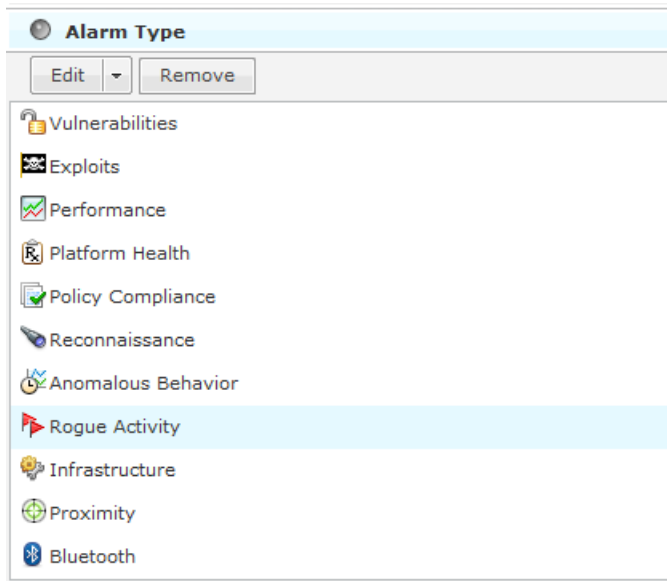 Alarm Type
Edit Remove
Vulnerabilities
Exploits
Performance
Platform Health
Policy Compliance
Reconnaissance
Anomalous Behavior
Rogue Activity
Infrastructure
Proximity
Bluetooth